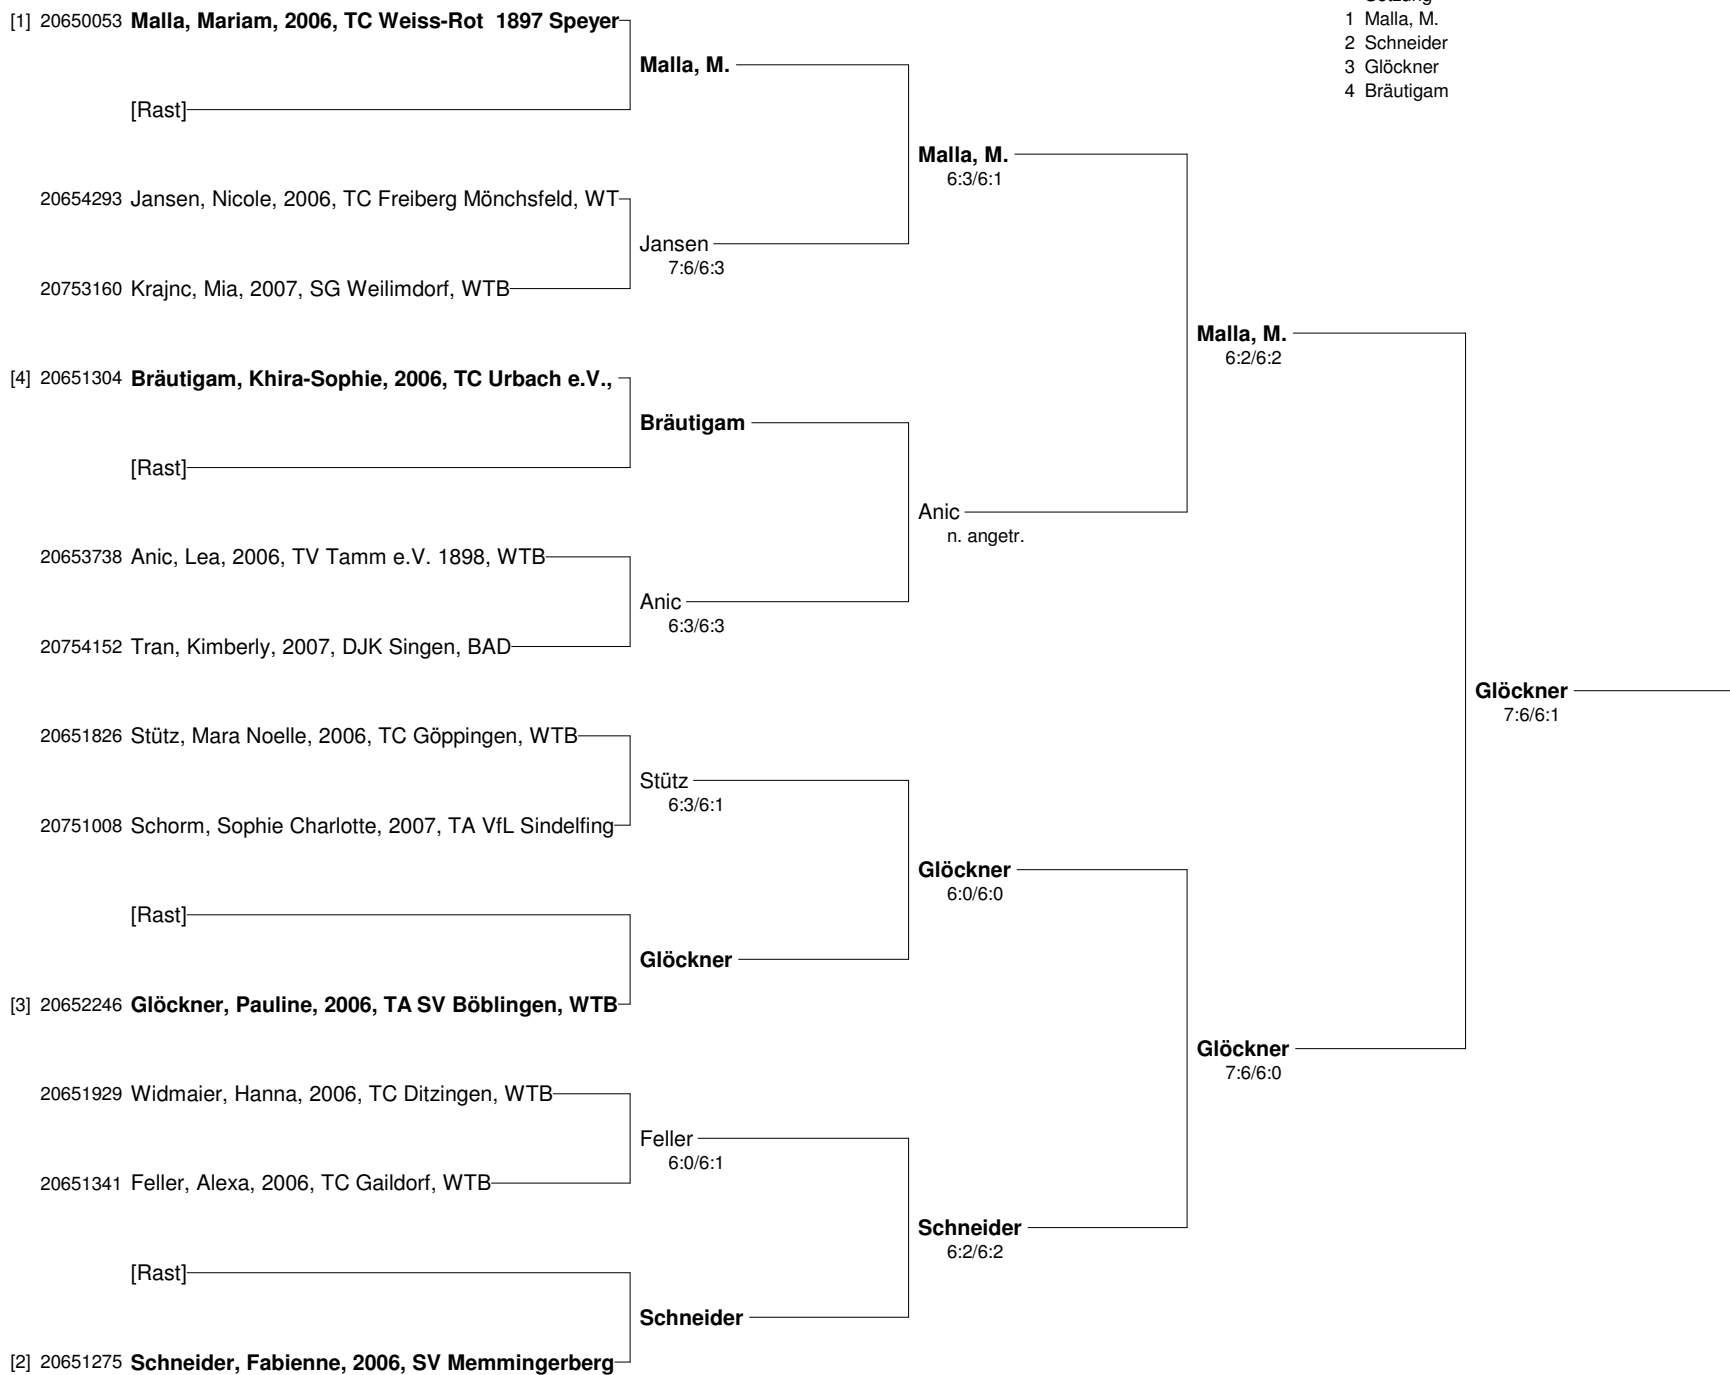 Setzung
1 Malla, M.
2 Schneider
3 Glöckner
4 Bräutigam
[1] 20650053 Malla, Mariam, 2006, TC Weiss-Rot 1897 Speyer
Malla, M.
[Rast]
Malla, M.
6:3/6:1
20654293 Jansen, Nicole, 2006, TC Freiberg Mönchsfeld, WT
Jansen
7:6/6:3
20753160 Krajnc, Mia, 2007, SG Weilimdorf, WTB
Malla, M.
6:2/6:2
[4] 20651304 Bräutigam, Khira-Sophie, 2006, TC Urbach e.V.,
Bräutigam
[Rast]
Anic
n. angetr.
20653738 Anic, Lea, 2006, TV Tamm e.V. 1898, WTB
Anic
6:3/6:3
20754152 Tran, Kimberly, 2007, DJK Singen, BAD
Glöckner
7:6/6:1
20651826 Stütz, Mara Noelle, 2006, TC Göppingen, WTB
Stütz
6:3/6:1
20751008 Schorm, Sophie Charlotte, 2007, TA VfL Sindelfing
Glöckner
6:0/6:0
[Rast]
Glöckner
[3] 20652246 Glöckner, Pauline, 2006, TA SV Böblingen, WTB
Glöckner
7:6/6:0
20651929 Widmaier, Hanna, 2006, TC Ditzingen, WTB
Feller
6:0/6:1
20651341 Feller, Alexa, 2006, TC Gaildorf, WTB
Schneider
6:2/6:2
[Rast]
Schneider
[2] 20651275 Schneider, Fabienne, 2006, SV Memmingerberg